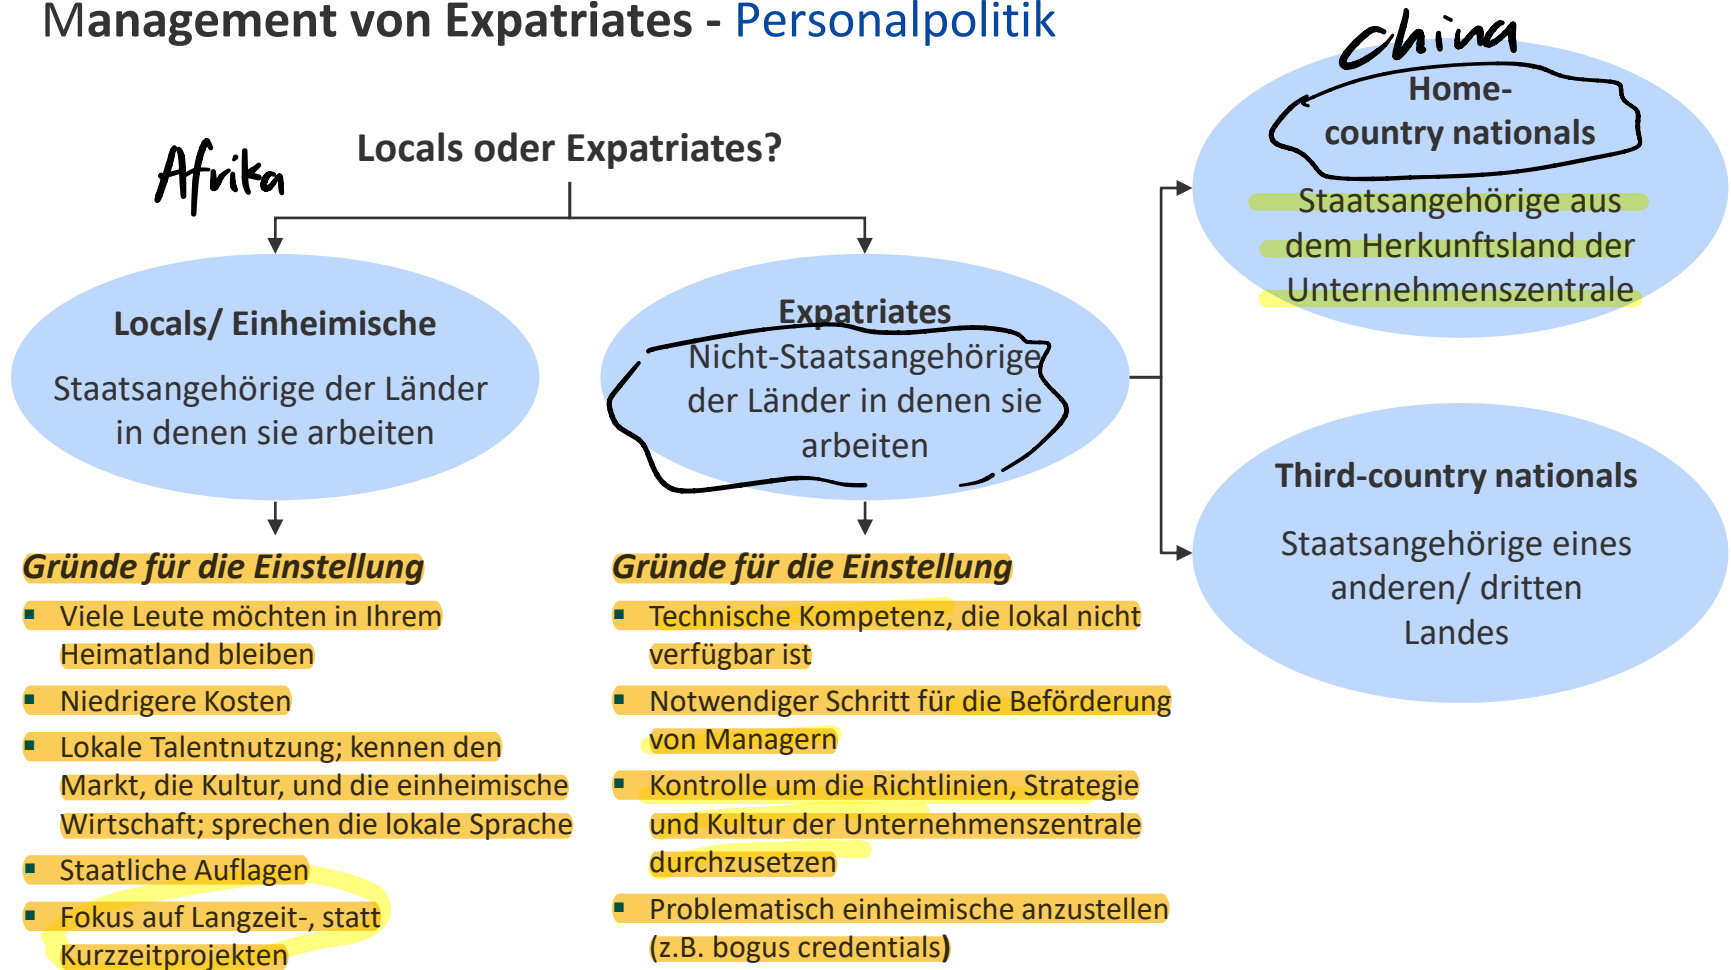 Management von Expatriates - Personalpolitik
china
Afrika
Locals oder Expatriates?
Locals/ Einheimische
Staatsangehörige der Länder
in denen sie arbeiten
Gründe für die Einstellung
▪ Viele Leute möchten in Ihrem
Heimatland bleiben
▪ Niedrigere Kosten
▪ Lokale Talentnutzung; kennen den
Markt, die Kultur, und die einheimische
Wirtschaft; sprechen die lokale Sprache
▪ Staatliche Auflagen
▪ Fokus auf Langzeit-, statt
Kurzzeitprojekten
Expatriates
Nicht-Staatsangehörige
der Länder in denen sie
arbeiten
Gründe für die Einstellung
▪ Technische Kompetenz, die lokal nicht
verfügbar ist
▪ Notwendiger Schritt für die Beförderung
von Managern
▪ Kontrolle um die Richtlinien, Strategie
und Kultur der Unternehmenszentrale
durchzusetzen
▪ Problematisch einheimische anzustellen
(z.B. bogus credentials)
Home-
country nationals
Staatsangehörige aus
dem Herkunftsland der
Unternehmenszentrale
Third-country nationals
Staatsangehörige eines
anderen/ dritten
Landes